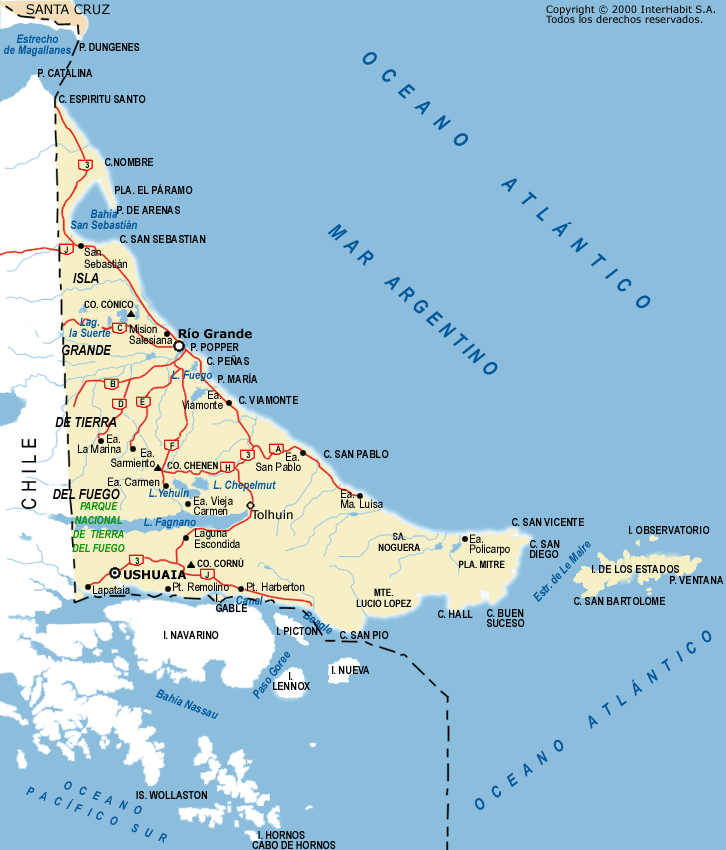 SANTA CRUZ
Copyright © 2000 InterHabit S.A.
Todos los derechos reservados.
Estrecho
de Magallanes
P. DUNGENES
P. CATALINA
C. ESPIRITU SANTO
OCEANO ATLÁNTICO
3
C.NOMBRE
PLA. EL PÁRAMO
P. DE ARENAS
Bahía
San Sebastián
C. SAN SEBASTIAN
J
San
Sebastián
MAR ARGENTINO
ISLA
CO. CÓNICO
Lag.
la Suerte
C
Mision
Salesiana
Río Grande
P. POPPER
GRANDE
C. PEÑAS
L. Fuego
P. MARÍA
B
Ea.
Viamonte
C. VIAMONTE
D
E
DE TIERRA
Ea.
La Marina
F
Ea.
Sarmiento
CO. CHENEN
H
3
A
Ea.
San Pablo
C. SAN PABLO
CHILE
Ea. Carmen
L. Chepelmut
DEL FUEGO
L.Yehuin
Ea. Vieja
Carmen
Ea.
Ma. Luisa
PARQUE
NACIONAL
DE TIERRA
DEL FUEGO
L. Fagnano
Tolhuin
Laguna
Escondida
SA.
NOGUERA
Ea.
Policarpo
C. SAN VICENTE
C. SAN
DIEGO
I. OBSERVATORIO
3
CO. CORNÚ
J
USHUAIA
PLA. MITRE
Estr. de Le Maire
I. DE LOS ESTADOS
P. VENTANA
Lapataia
Pt. Remolino
Pt. Harberton
MTE.
LUCIO LOPEZ
C. SAN BARTOLOME
I.
GABLE
Canel
Beagle
C. HALL
C. BUEN
SUCESO
I. NAVARINO
I. PICTON
C. SAN PIO
Paso Goree
I.
LENNOX
I. NUEVA
Bahía Nassau
OCEANO ATLÁNTICO
IS. WOLLASTON
OCEANO
PACÍFICO SUR
I. HORNOS
CABO DE HORNOS